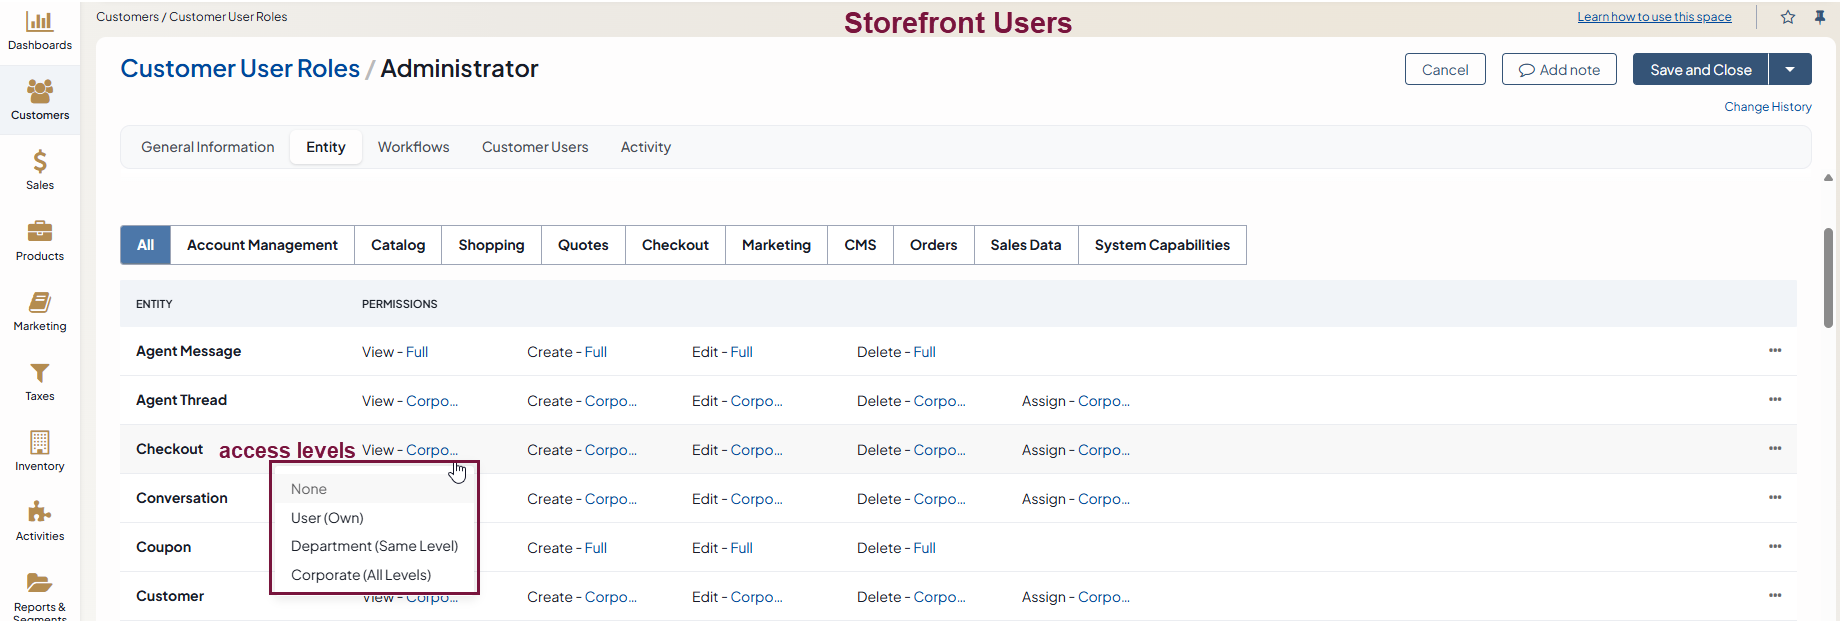 Customers / Customer User Roles
Storefront Users
Learn how to use this space
Dashboards
Customers
Sales
Products
Marketing
Taxes
Inventory
Activities
Reports &
Segments
Customer User Roles / Administrator
Cancel
Add note
Save and Close
Change History
General Information
Entity
Workflows
Customer Users
Activity
All
Account Management
Catalog
Shopping
Quotes
Checkout
Marketing
CMS
Orders
Sales Data
System Capabilities
ENTITY PERMISSIONS
Agent Message View - Full Create - Full Edit - Full Delete - Full ...
Agent Thread View - Corpo... Create - Corpo... Edit - Corpo... Delete - Corpo... Assign - Corpo... ...
Checkout access levels View - Corpo... Create - Corpo... Edit - Corpo... Delete - Corpo... Assign - Corpo... ...
None
User (Own)
Department (Same Level)
Corporate (All Levels)
Conversation Create - Corpo... Edit - Corpo... Delete - Corpo... Assign - Corpo... ...
Coupon Create - Full Edit - Full Delete - Full ...
Customer View - Corpo... Create - Corpo... Edit - Corpo... Delete - Corpo... Assign - Corpo... ...